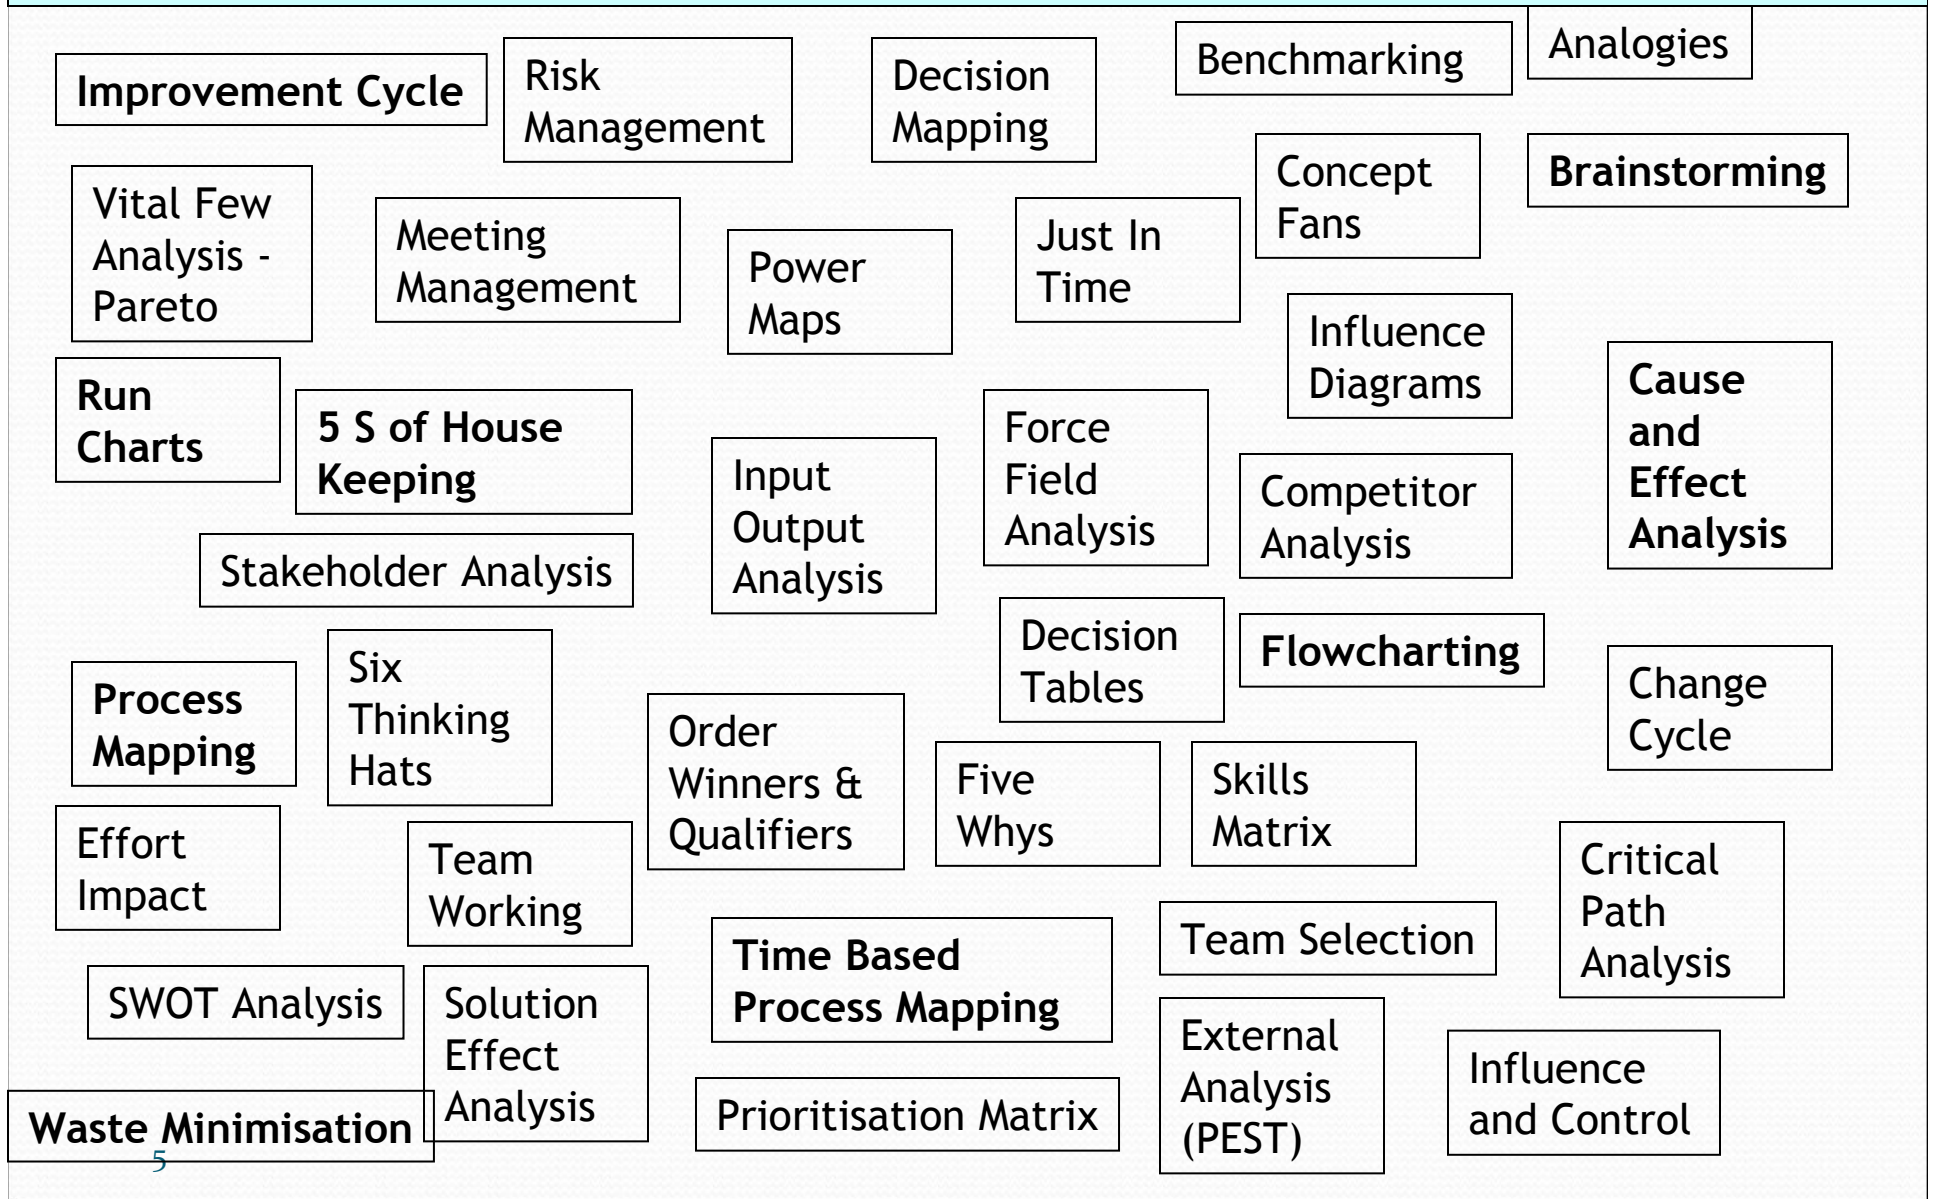 Improvement Cycle
Risk
Management
Decision
Mapping
Benchmarking
Analogies
Vital Few
Analysis -
Pareto
Meeting
Management
Power
Maps
Just In
Time
Concept
Fans
Brainstorming
Influence
Diagrams
Run
Charts
5 S of House
Keeping
Input
Output
Analysis
Force
Field
Analysis
Competitor
Analysis
Cause
and
Effect
Analysis
Stakeholder Analysis
Decision
Tables
Flowcharting
Process
Mapping
Six
Thinking
Hats
Order
Winners &
Qualifiers
Five
Whys
Skills
Matrix
Change
Cycle
Effort
Impact
Team
Working
Time Based
Process Mapping
Team Selection
Critical
Path
Analysis
SWOT Analysis
Solution
Effect
Analysis
External
Analysis
(PEST)
Influence
and Control
Waste Minimisation
Prioritisation Matrix
5